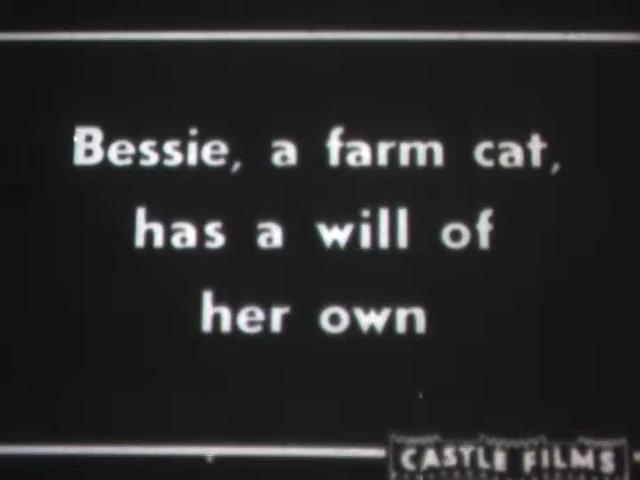 Bessie, a farm cat,
has a will of
her own
CASTLE FILMS